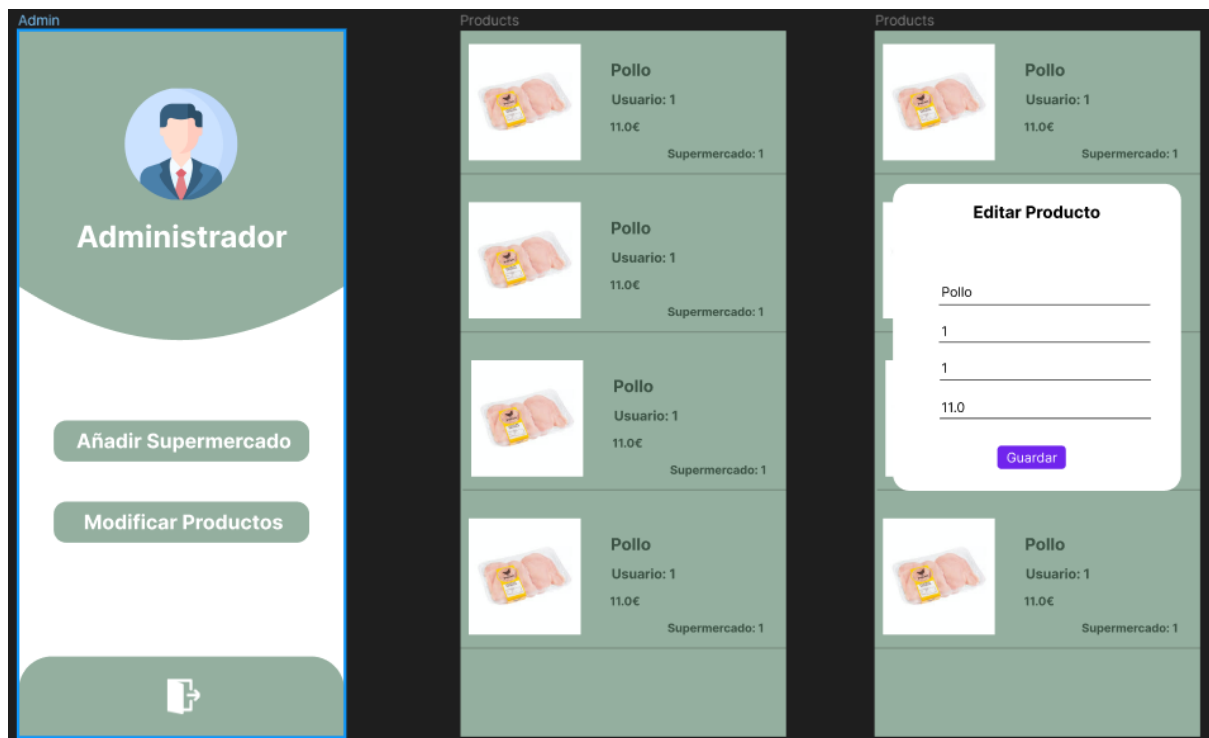 Admin
Administrador
Añadir Supermercado
Modificar Productos
Products
Pollo
Usuario: 1
11.0€
Supermercado: 1
Pollo
Usuario: 1
11.0€
Supermercado: 1
Pollo
Usuario: 1
11.0€
Supermercado: 1
Pollo
Usuario: 1
11.0€
Supermercado: 1
Products
Pollo
Usuario: 1
11.0€
Supermercado: 1
Editar Producto
Pollo
1
1
11.0
Guardar
Pollo
Usuario: 1
11.0€
Supermercado: 1